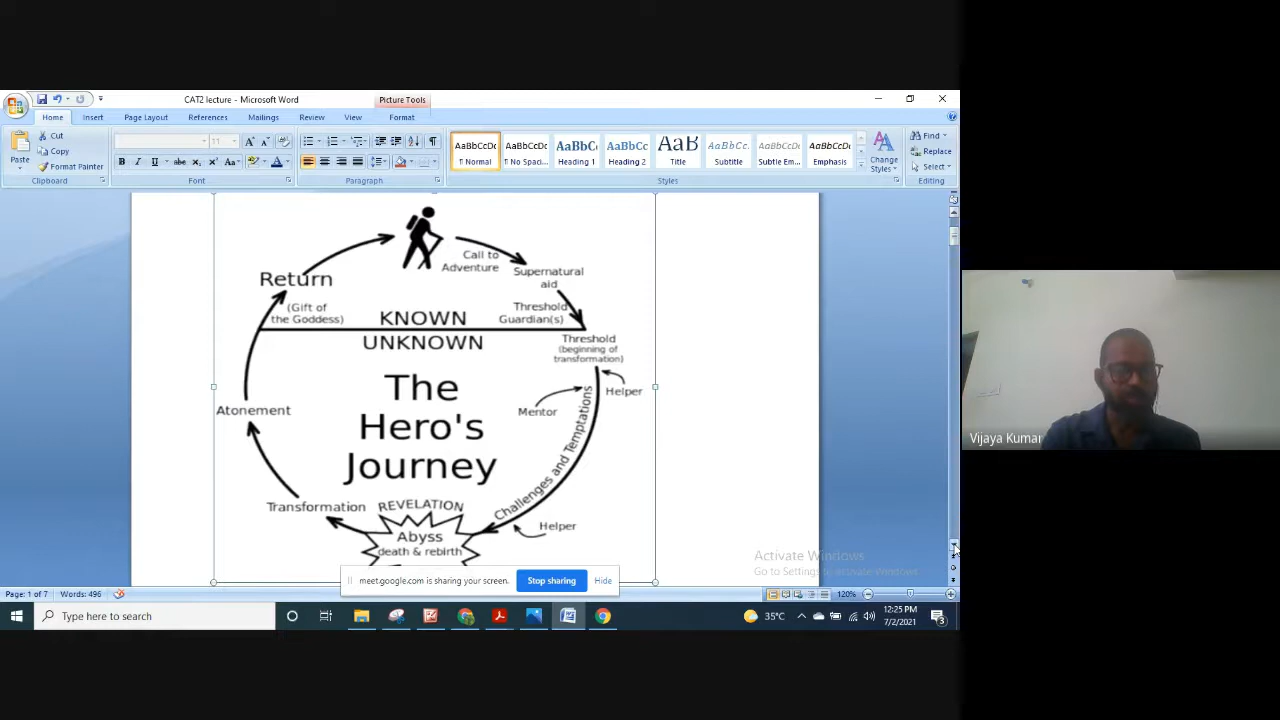 CAT2 lecture - Microsoft Word
Picture Tools
Home
Insert
Page Layout
References
Mailings
Review
View
Format
Paste
Cut
Copy
Format Painter
Clipboard
Font
Paragraph
AaBbCcDc
¶ Normal
AaBbCcDc
¶ No Spaci...
AaBbCc
Heading 1
AaBbCc
Heading 2
AaB
Title
AaBbCc.
Subtitle
AaBbCcDc
Subtle Em...
AaBbCcDc
Emphasis
Styles
Change
Styles
Find
Replace
Select
Editing
Call to
Adventure
Supernatural
aid
Return
(Gift of
the Goddess)
KNOWN
Threshold
Guardian(s)
UNKNOWN
Threshold
(beginning of
transformation)
Helper
The
Hero's
Journey
Mentor
Challenges and Temptations
Atonement
Transformation
REVELATION
Abyss
death & rebirth
Helper
meet.google.com is sharing your screen.
Stop sharing
Hide
Activate Windows
Go to Settings to activate Windows
Page: 1 of 7
Words: 496
120%
Type here to search
35°C
12:25 PM
7/2/2021
3
Vijaya Kumar